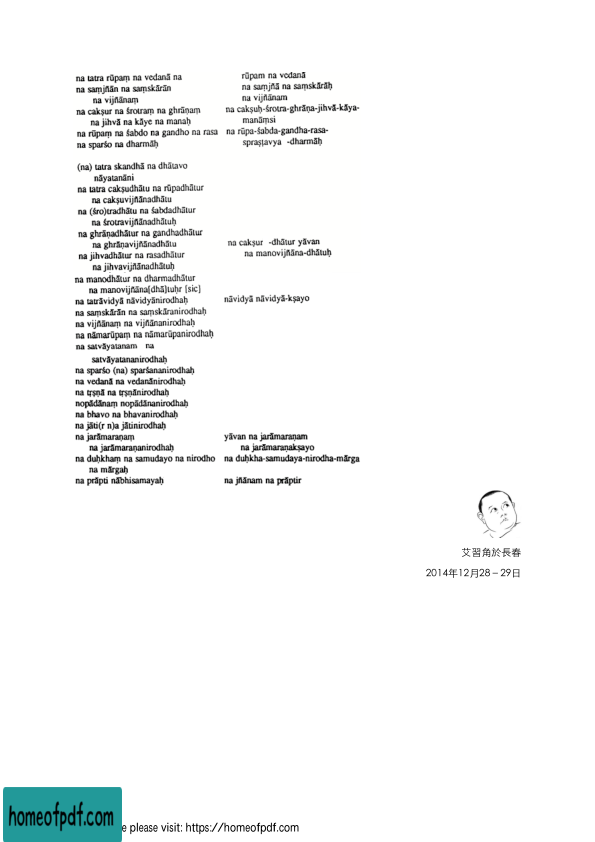 na tatra rūpaṃ na vedanā na
na saṃjñān na saṃskārān
na vijñānaṃ
na cakṣur na śrotraṃ na ghrāṇaṃ
na jihvā na kāye na manaḥ
na rūpaṃ na śabdo na gandho na rasa
na sparśo na dharmāḥ
(na) tatra skandhā na dhātavo
nāyatanāni
na tatra cakṣudhātu na rūpadhātur
na cakṣuvijñānadhātu
na (śro)tradhātu na śabdadhātur
na śrotravijñānadhātuḥ
na ghrāṇadhātur na gandhadhātur
na ghrāṇavijñānadhātu
na jihvadhātur na rasadhātur
na jihvavijñānadhātuḥ
na manodhātur na dharmadhātur
na manovijñāna[dhā]tuḥr [sic]
na tatrāvidyā nāvidyānirodhaḥ
na saṃskārān na saṃskāranirodhaḥ
na vijñānaṃ na vijñānanirodhaḥ
na nāmarūpaṃ na nāmarūpanirodhaḥ
na satvāyatanam na
satvāyatananirodhaḥ
na sparśo (na) sparśananirodhaḥ
na vedanā na vedanānirodhaḥ
na tṛṣṇā na tṛṣṇānirodhaḥ
nopādānaṃ nopādānanirodhaḥ
na bhavo na bhavanirodhaḥ
na jāti(r n)a jātinirodhaḥ
na jarāmaraṇaṃ
na jarāmaraṇanirodhaḥ
na duḥkhaṃ na samudayo na nirodho
na mārgaḥ
na prāpti nābhisamayaḥ
rūpam na vedanā
na saṃjñā na saṃskārāḥ
na vijñānam
na cakṣuḥ-śrotra-ghrāṇa-jihvā-kāya-
manāṃsi
na rūpa-śabda-gandha-rasa-
spraṣṭavya -dharmāḥ
na cakṣur -dhātur yāvan
na manovijñāna-dhātuḥ
nāvidyā nāvidyā-kṣayo
yāvan na jarāmaraṇam
na jarāmaraṇakṣayo
na duḥkha-samudaya-nirodha-mārga
na jñānam na prāptir
艾習角於長春
2014年12月28－29日
homeofpdf.com
e please visit: https://homeofpdf.com